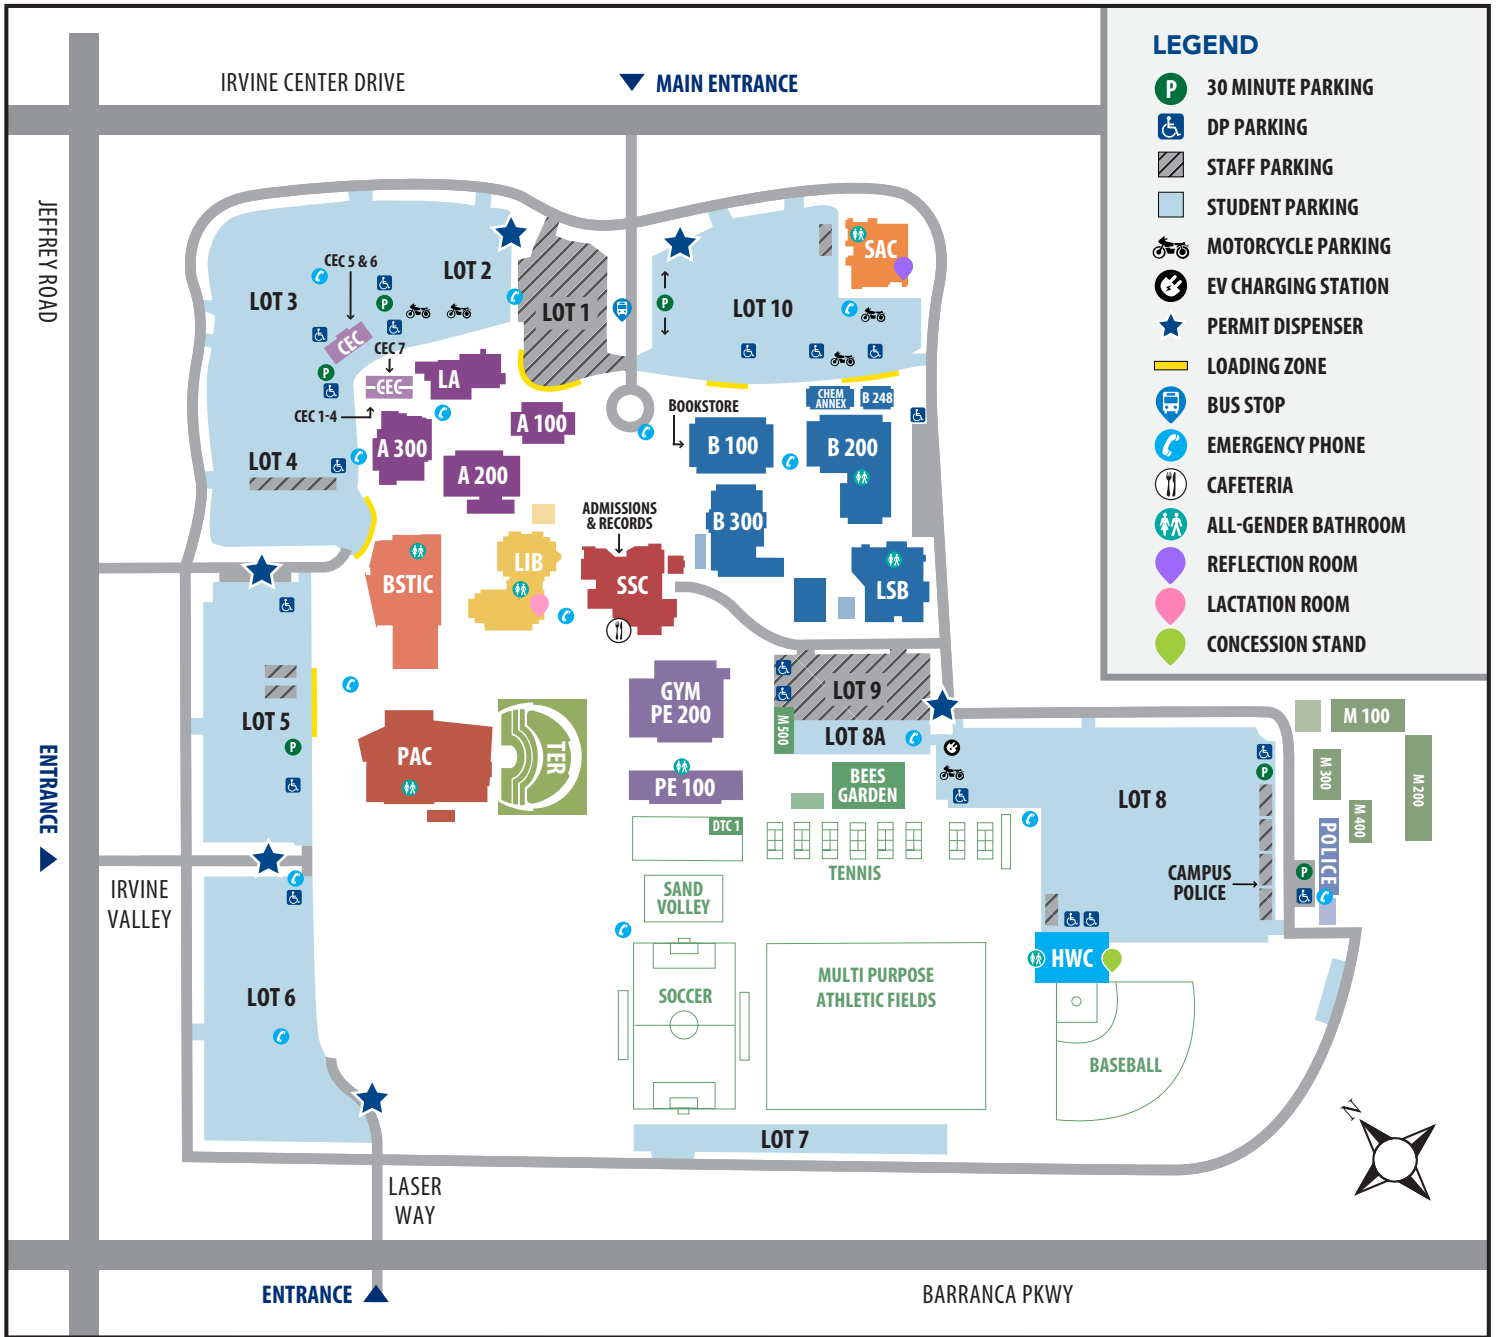 IRVINE CENTER DRIVE
MAIN ENTRANCE
LEGEND
P 30 MINUTE PARKING
DP PARKING
STAFF PARKING
STUDENT PARKING
MOTORCYCLE PARKING
EV CHARGING STATION
PERMIT DISPENSER
LOADING ZONE
BUS STOP
EMERGENCY PHONE
CAFETERIA
ALL-GENDER BATHROOM
REFLECTION ROOM
LACTATION ROOM
CONCESSION STAND
JEFFREY ROAD
CEC 5 & 6
LOT 2
LOT 3
P
CEC
CEC 7
P
CEC
CEC 1-4
LA
LOT 1
P
LOT 10
SAC
A 100
A 300
A 200
LOT 4
BOOKSTORE
B 100
CHEM
ANNEX
B 248
B 200
B 300
ADMISSIONS
& RECORDS
SSC
LIB
BSTIC
LSB
LOT 5
P
PAC
TER
GYM
PE 200
PE 100
LOT 9
M 500
LOT 8A
BEES
GARDEN
DTC 1
TENNIS
LOT 8
P
M 100
M 300
M 200
M 400
POLICE
P
CAMPUS
POLICE
ENTRANCE
IRVINE
VALLEY
SAND
VOLLEY
LOT 6
SOCCER
MULTI PURPOSE
ATHLETIC FIELDS
HWC
BASEBALL
LOT 7
N
LASER
WAY
ENTRANCE
BARRANCA PKWY